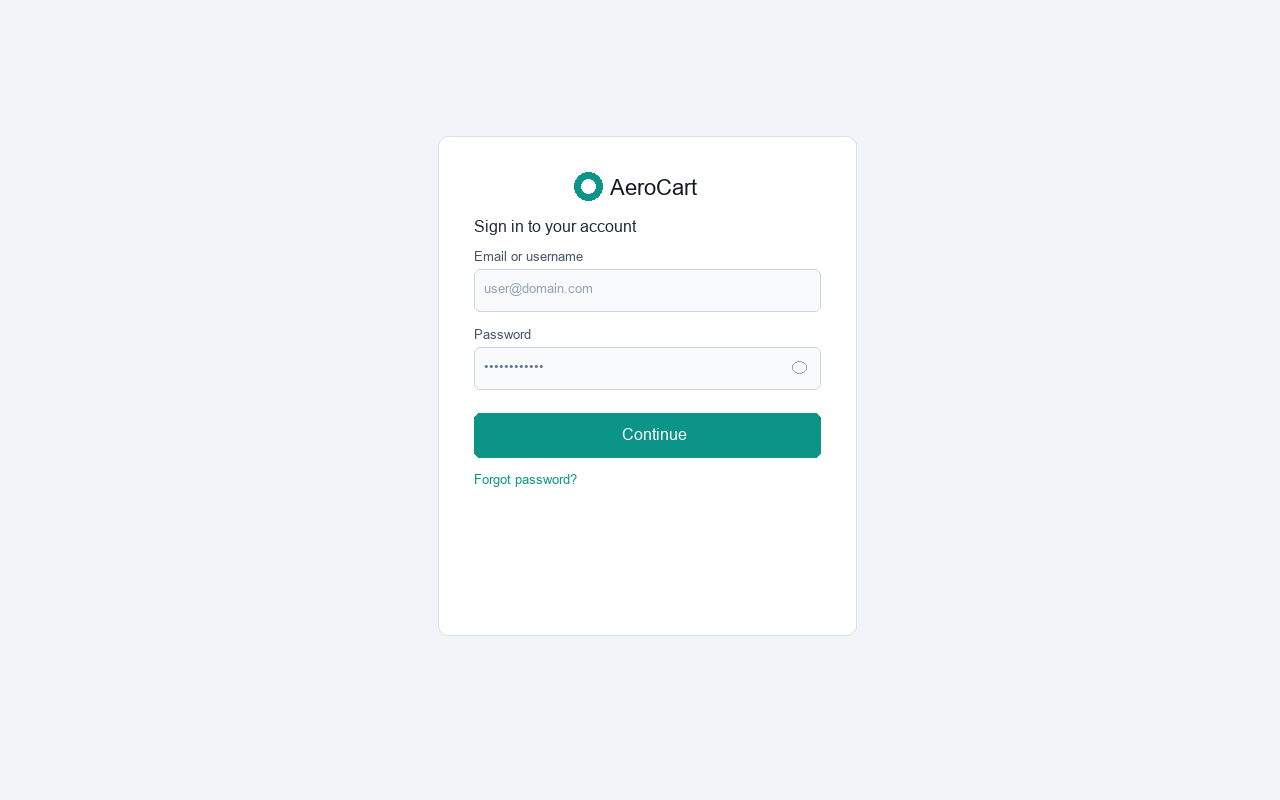 AeroCart
Sign in to your account
Email or username
user@domain.com
Password
••••••••••••
Continue
Forgot password?